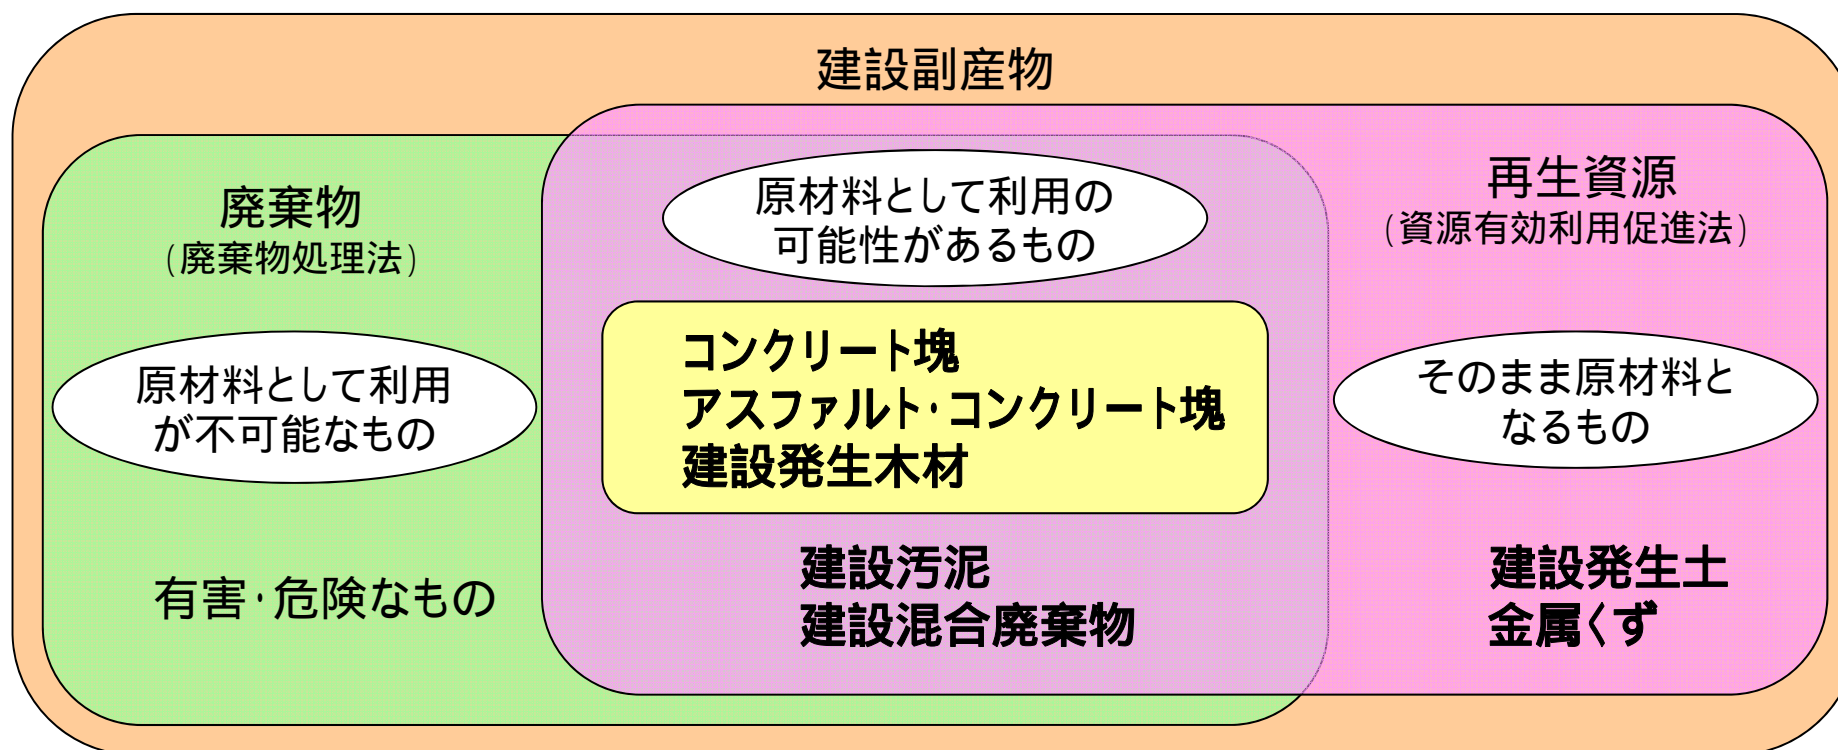 建設副産物
廃棄物
(廃棄物処理法)
原材料として利用
が不可能なもの
有害・危険なもの
原材料として利用の
可能性があるもの
コンクリート塊
アスファルト・コンクリート塊
建設発生木材
建設汚泥
建設混合廃棄物
再生資源
(資源有効利用促進法)
そのまま原材料と
なるもの
建設発生土
金属くず